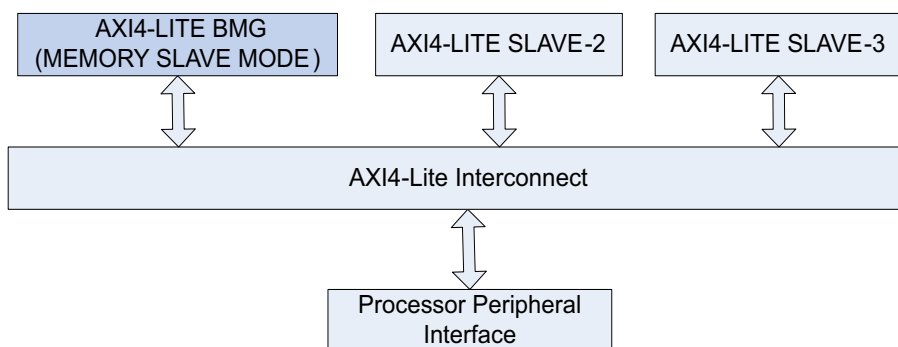 AXI4-LITE BMG
(MEMORY SLAVE MODE)
AXI4-LITE SLAVE-2
AXI4-LITE SLAVE-3
AXI4-Lite Interconnect
Processor Peripheral
Interface